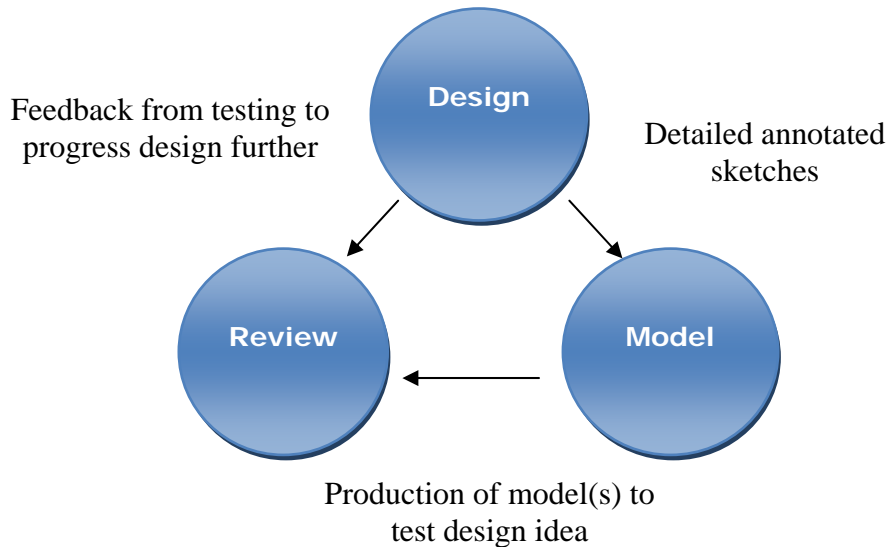 Design
Feedback from testing to
progress design further
Detailed annotated
sketches
Review
Model
Production of model(s) to
test design idea